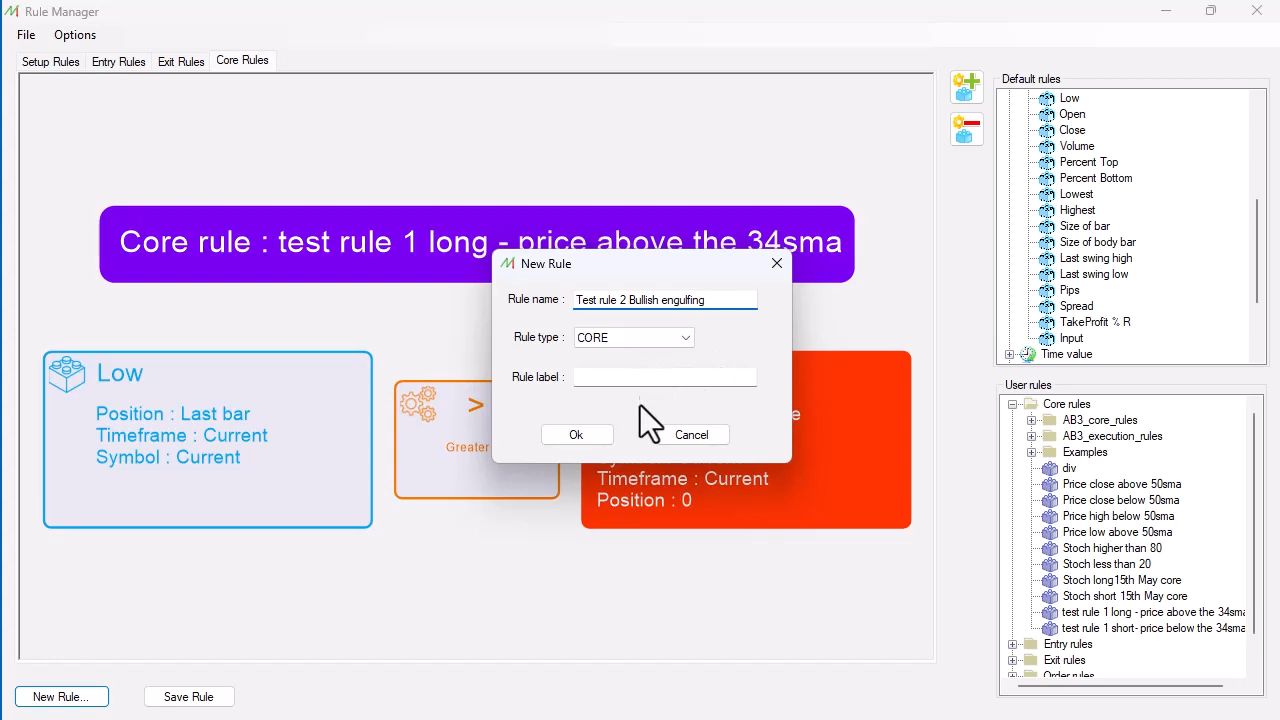 Rule Manager
File Options
Setup Rules Entry Rules Exit Rules Core Rules
Core rule : test rule 1 long - price above the 34sma
Low
Position : Last bar
Timeframe : Current
Symbol : Current
>
Greater
Timeframe : Current
Position : 0
New Rule
Rule name : Test rule 2 Bullish engulfing
Rule type : CORE
Rule label :
Ok Cancel
New Rule... Save Rule
Default rules
Low
Open
Close
Volume
Percent Top
Percent Bottom
Lowest
Highest
Size of bar
Size of body bar
Last swing high
Last swing low
Pips
Spread
TakeProfit % R
Input
Time value
User rules
Core rules
AB3_core_rules
AB3_execution_rules
Examples
div
Price close above 50sma
Price close below 50sma
Price high below 50sma
Price low above 50sma
Stoch higher than 80
Stoch less than 20
Stoch long15th May core
Stoch short 15th May core
test rule 1 long - price above the 34sma
test rule 1 short- price below the 34sma
Entry rules
Exit rules
Order rules